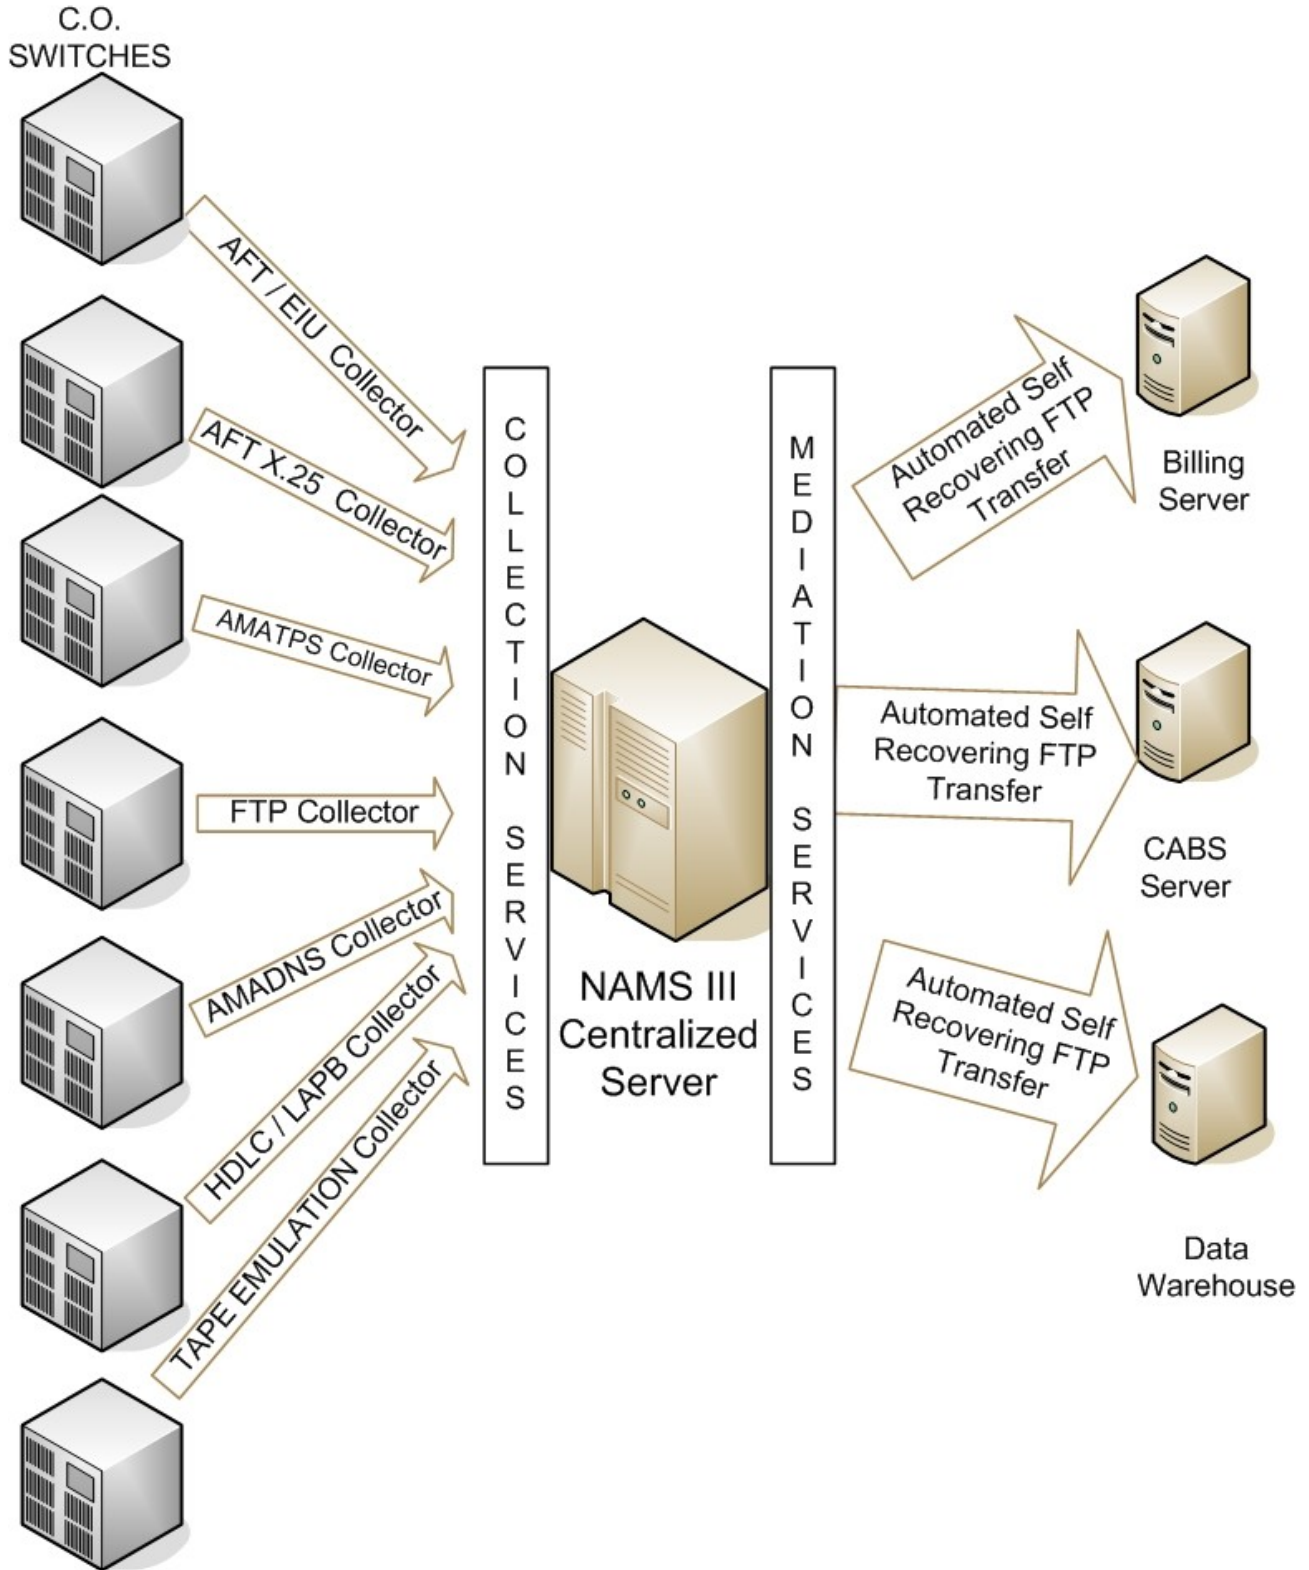 C.O.
SWITCHES
AFT / EIU Collector
AFT X.25 Collector
AMATPS Collector
FTP Collector
AMADNS Collector
HDLC / LAPB Collector
TAPE EMULATION Collector
COLLECTION SERVICES
NAMS III
Centralized
Server
MEDIATION SERVICES
Automated Self
Recovering FTP
Transfer
Billing
Server
Automated Self
Recovering FTP
Transfer
CABS
Server
Automated Self
Recovering FTP
Transfer
Data
Warehouse